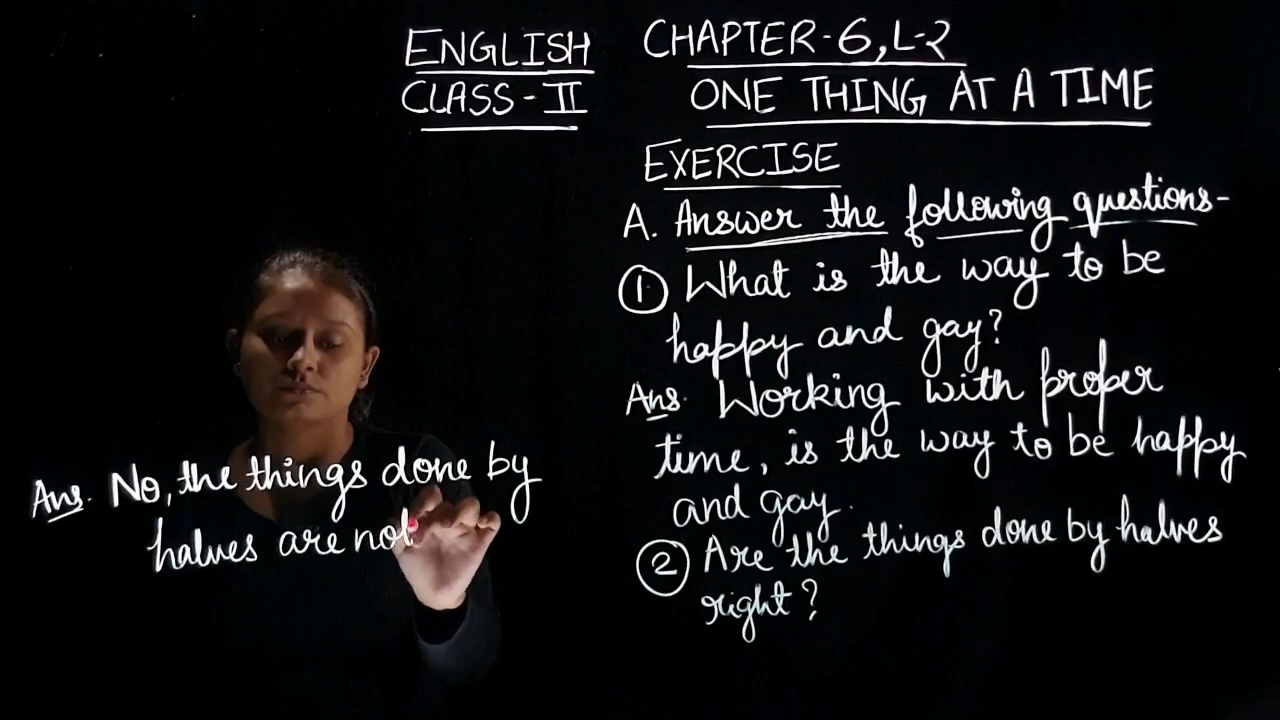 ENGLISH
CLASS-II
CHAPTER-6, L-2
ONE THING AT A TIME
EXERCISE
A. Answer the following questions-
① What is the way to be
happy and gay?
Ans. Working with proper
time, is the way to be happy
and gay.
② Are the things done by halves
right?
Ans. No, the things done by
halves are not